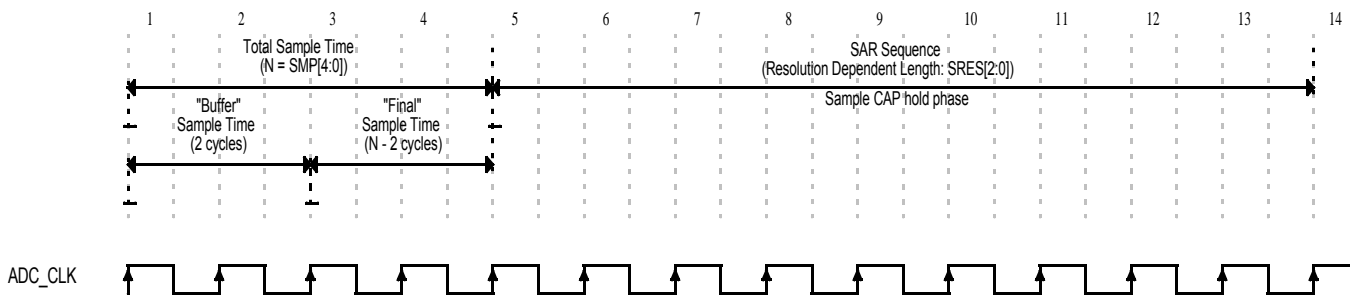 1 2 3 4 5 6 7 8 9 10 11 12 13 14
Total Sample Time
(N = SMP[4:0])
SAR Sequence
(Resolution Dependent Length: SRES[2:0])
Sample CAP hold phase
"Buffer"
Sample Time
(2 cycles)
"Final"
Sample Time
(N - 2 cycles)
ADC_CLK